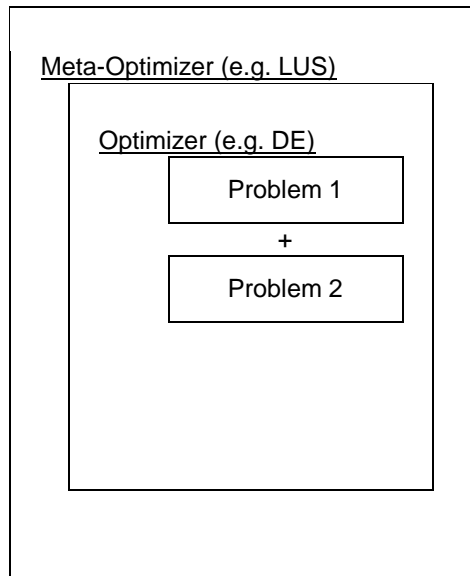 Meta-Optimizer (e.g. LUS)
Optimizer (e.g. DE)
Problem 1
+
Problem 2